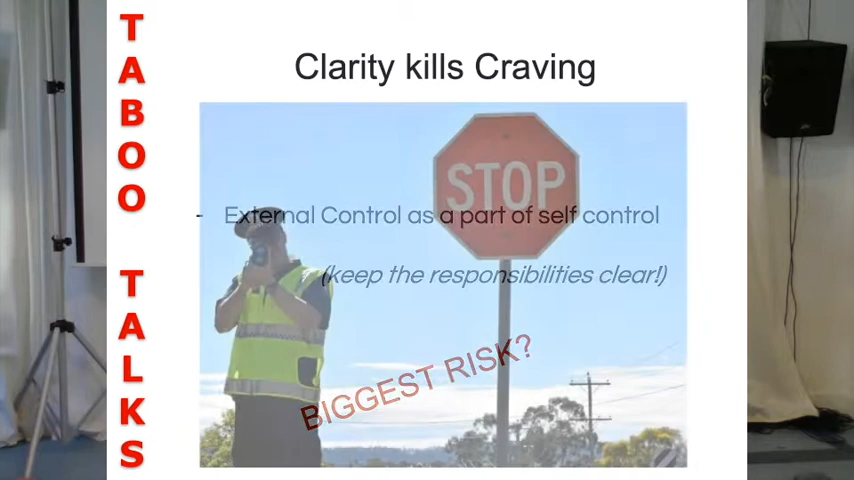 TABOO
TALKS
Clarity kills Craving
STOP
- External Control as a part of self control
(keep the responsibilities clear!)
BIGGEST RISK?